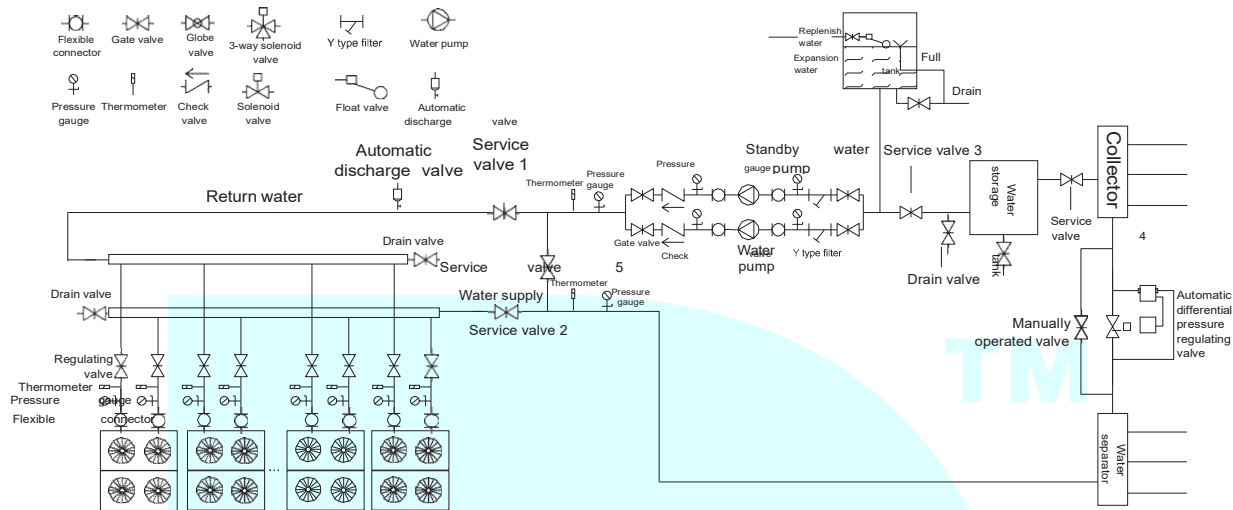 Flexible
connector
Gate valve
Globe
valve
3-way solenoid
valve
Y type filter
Water pump
Pressure
gauge
Thermometer
Check
valve
Solenoid
valve
Float valve
Automatic
discharge
valve
Replenish
water
Expansion
water
tank
Full
Drain
Automatic
discharge valve
Service
valve 1
Return water
Thermometer
Pressure
gauge
Pressure
gauge
Standby
pump
water
Service valve 3
Water
storage
tank
Collector
Service
valve
4
Drain valve
Gate valve
Check
valve
Water
pump
Y type filter
Drain valve
Service
valve
5
Drain valve
Water supply
Service valve 2
Thermometer
Pressure
gauge
Manually
operated valve
Automatic
differential
pressure
regulating
valve
Regulating
valve
Thermometer
Pressure
gauge
Flexible
connector
...
TM
Water
separator